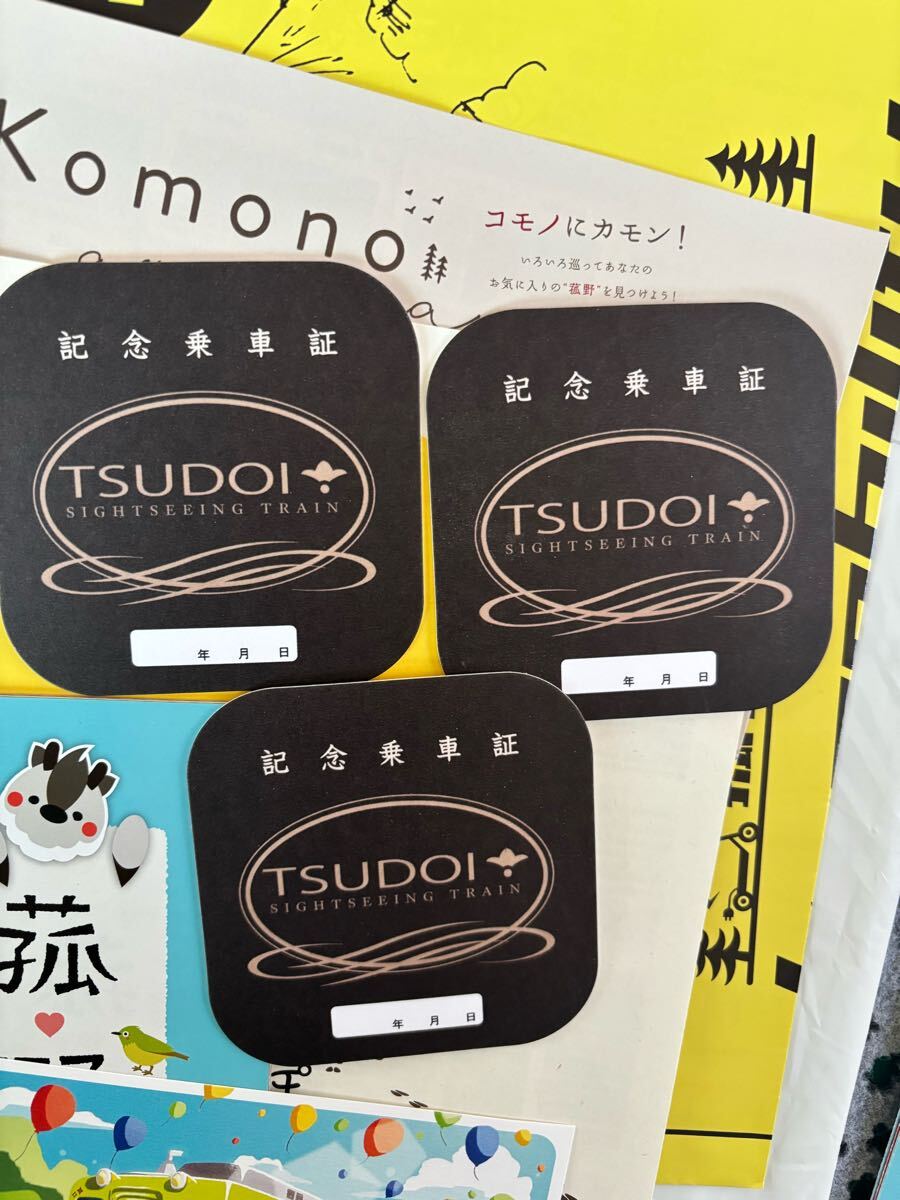 Komono
コモノにカモン！
いろいろ巡ってあなたの
お気に入りの"菰野"を見つけよう！
記念乗車証
TSUDOI
SIGHTSEEING TRAIN
年 月 日
記念乗車証
TSUDOI
SIGHTSEEING TRAIN
年 月 日
記念乗車証
TSUDOI
SIGHTSEEING TRAIN
年 月 日
菰